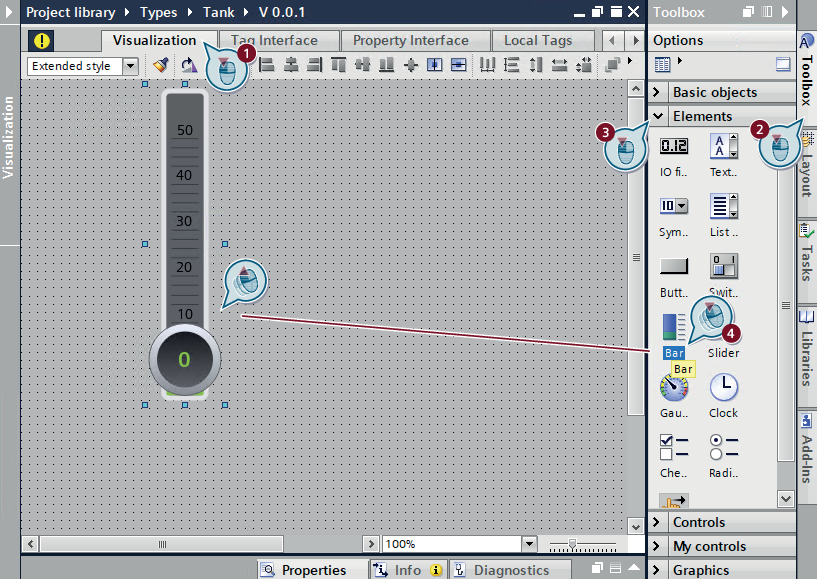 Project library
Types
Tank
V 0.0.1
Toolbox
Visualization
Tag Interface
Property Interface
Local Tags
Options
1
Extended style
Basic objects
Elements
2
3
0.12
IO fi..
A
A
Text..
10
Sym..
List ..
Butt..
0 1
Swit..
4
Bar
Slider
Bar
Gau..
Clock
Che..
Radi..
50
40
30
20
10
0
Visualization
Toolbox
Layout
Tasks
Libraries
Add-Ins
100%
Controls
My controls
Graphics
Properties
Info
Diagnostics